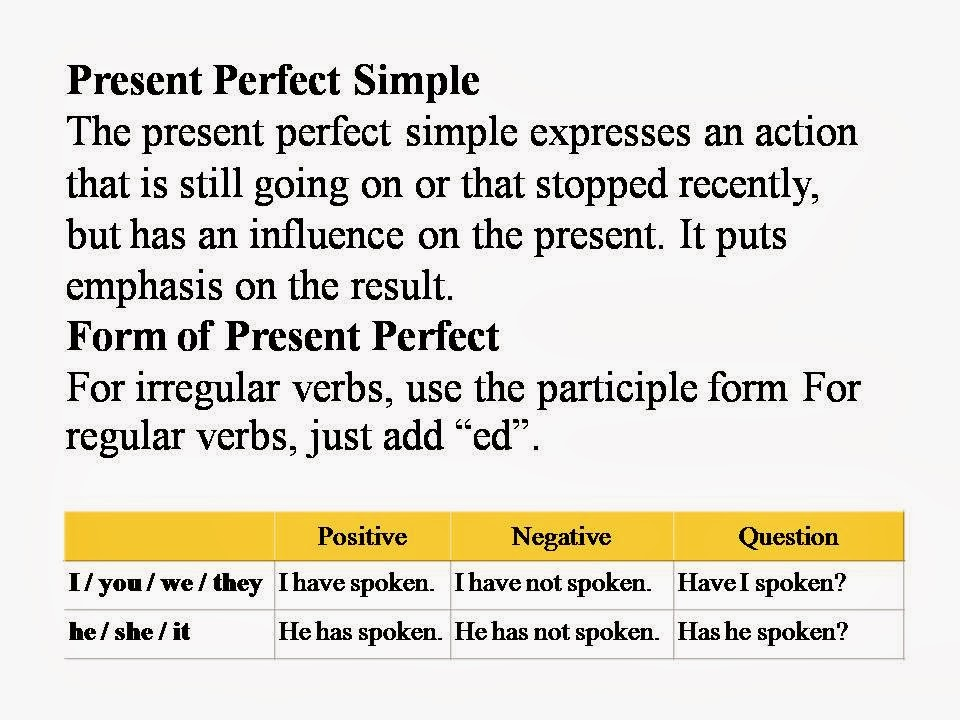 Present Perfect Simple
The present perfect simple expresses an action
that is still going on or that stopped recently,
but has an influence on the present. It puts
emphasis on the result.
Form of Present Perfect
For irregular verbs, use the participle form For
regular verbs, just add “ed”.
Positive Negative Question
I / you / we / they I have spoken. I have not spoken. Have I spoken?
he / she / it He has spoken. He has not spoken. Has he spoken?